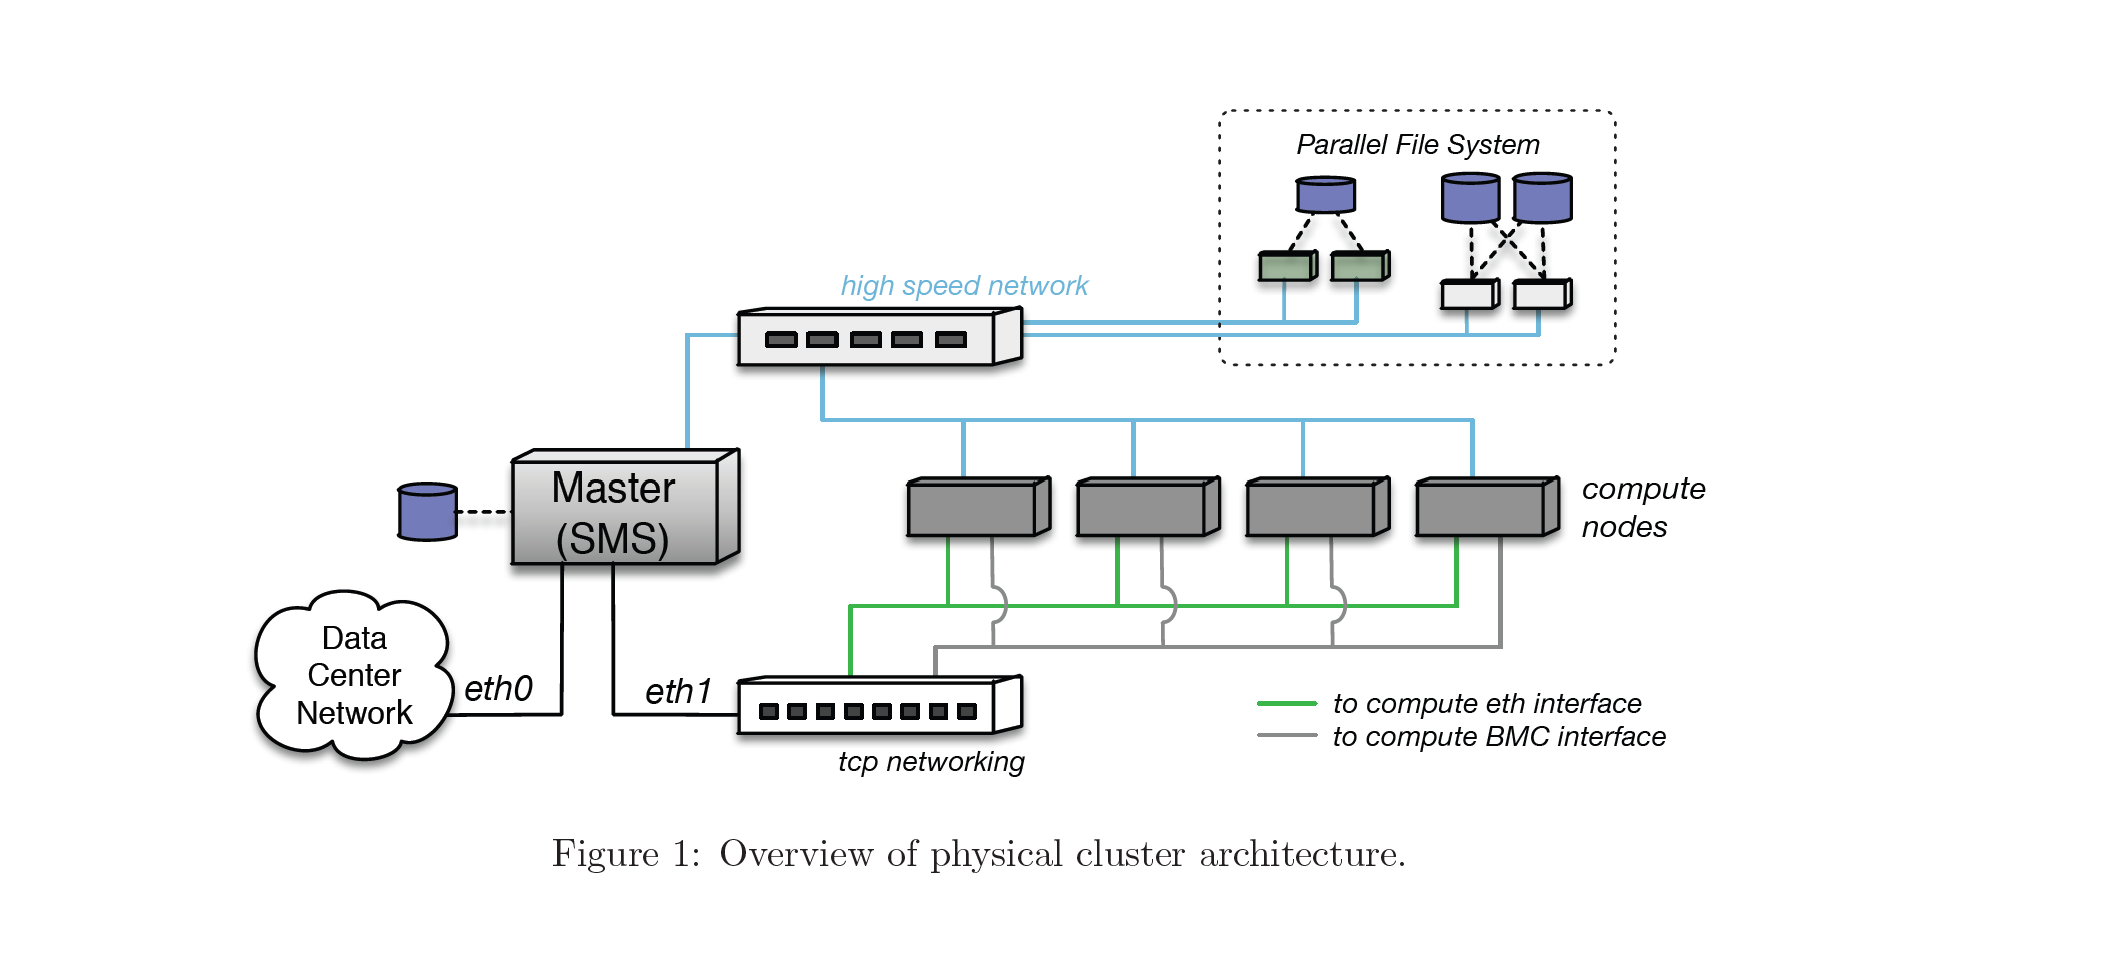 Parallel File System
high speed network
Master
(SMS)
compute
nodes
Data
Center
Network
eth0
eth1
to compute eth interface
to compute BMC interface
tcp networking
Figure 1: Overview of physical cluster architecture.